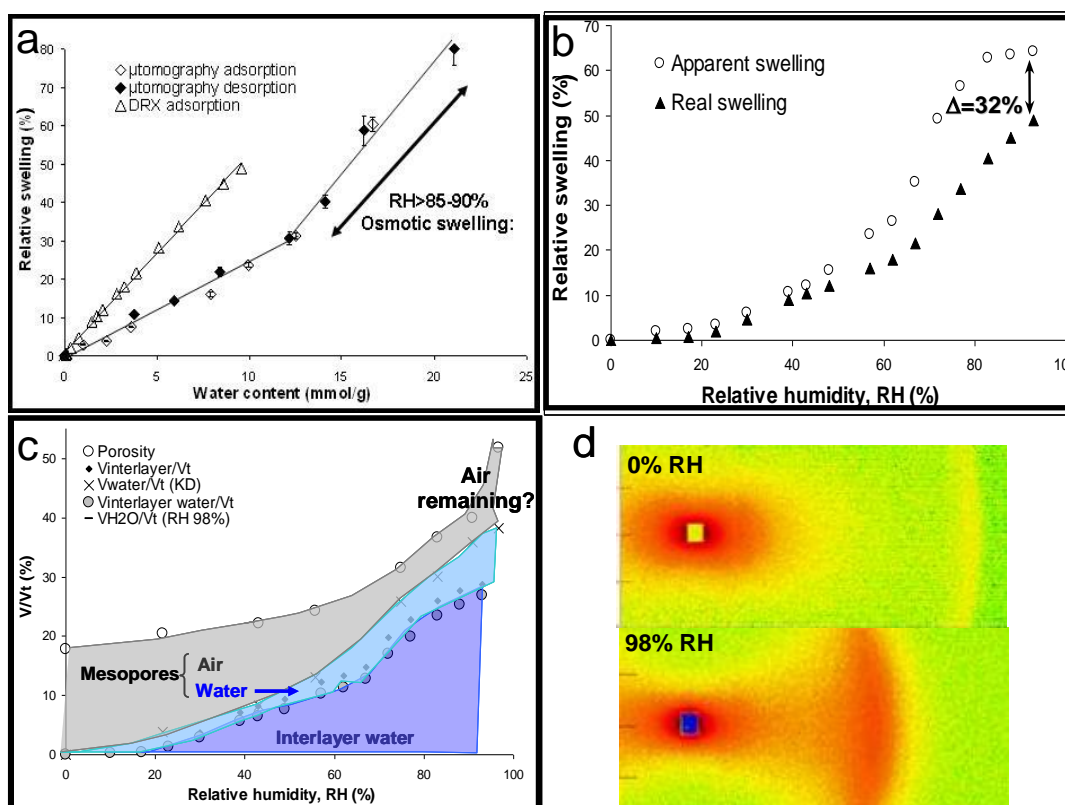 a
80
70
60
50
40
30
20
10
0
Relative swelling (%)
µtomography adsorption
µtomography desorption
DRX adsorption
RH>85-90%
Osmotic swelling:
0
5
10
15
20
25
Water content (mmol/g)
b
70
60
50
40
30
20
10
0
Relative swelling (%)
Apparent swelling
Real swelling
Δ=32%
0
20
40
60
80
100
Relative humidity, RH (%)
c
50
40
30
20
10
0
V/Vt (%)
Porosity
Vinterlayer/Vt
Vwater/Vt (KD)
Vinterlayer water/Vt
VH2O/Vt (RH 98%)
Air
remaining?
Mesopores
Air
Water
Interlayer water
0
20
40
60
80
100
Relative humidity, RH (%)
d
0% RH
98% RH